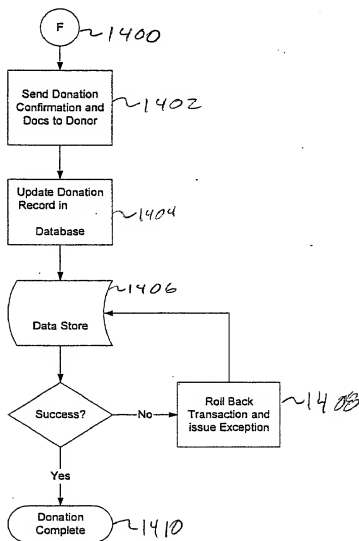 F
1400
Send Donation
Confirmation and
Docs to Donor
1402
Update Donation
Record in
Database
1404
1406
Data Store
Success?
No
Roll Back
Transaction and
issue Exception
1408
Yes
Donation
Complete
1410